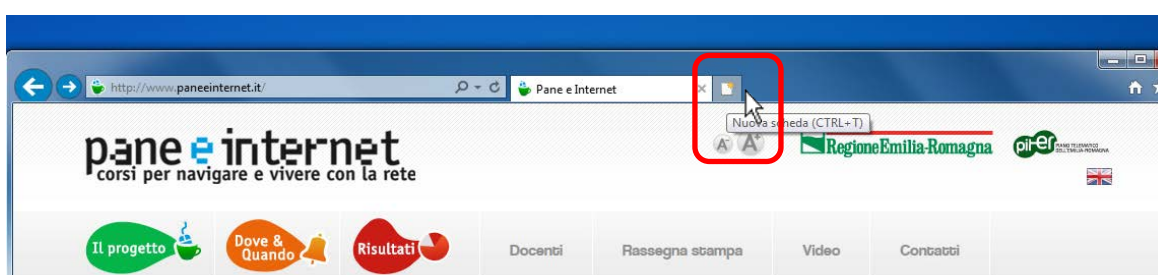 http://www.paneeinternet.it/
Pane e Internet
Nuova scheda (CTRL+T)
pane e internet
corsi per navigare e vivere con la rete
A- A+
RegioneEmilia-Romagna
piter
Il progetto
Dove &
Quando
Risultati
Docenti
Rassegna stampa
Video
Contatti